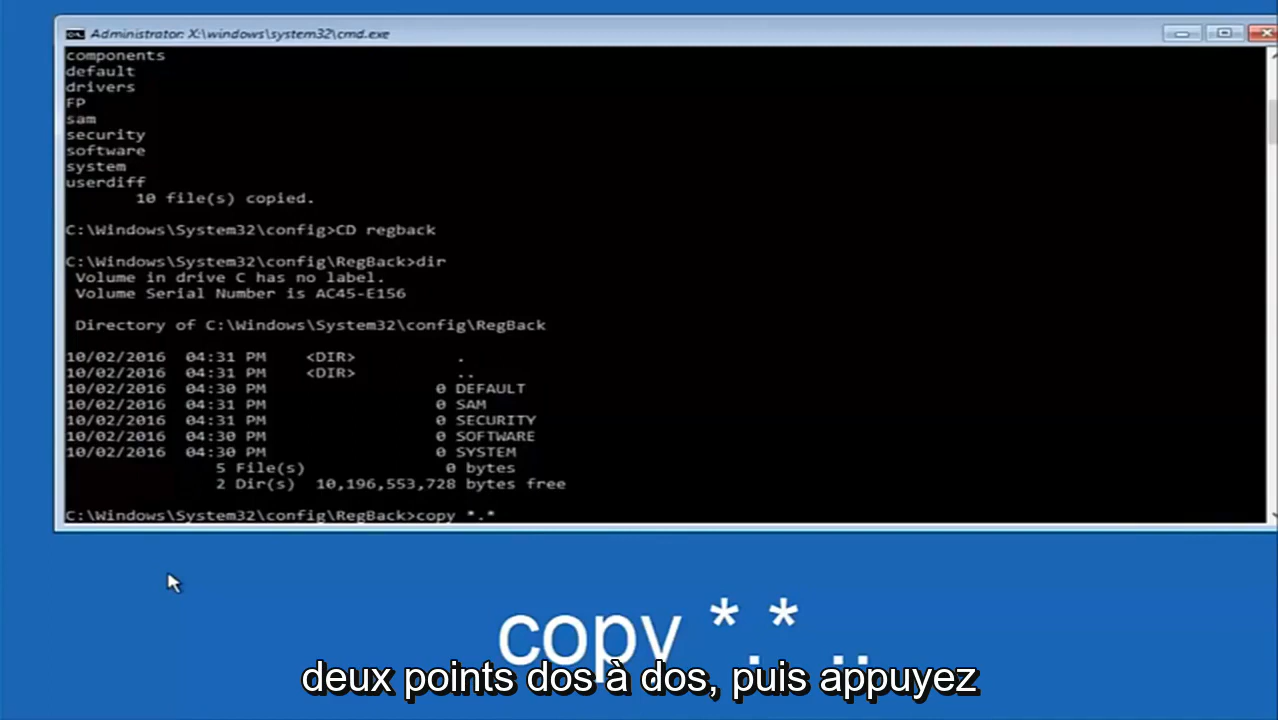 Administrator: X:\windows\system32\cmd.exe
components
default
drivers
FP
sam
security
software
system
userdiff
10 file(s) copied.
C:\Windows\System32\config>CD regback
C:\Windows\System32\config\RegBack>dir
Volume in drive C has no label.
Volume Serial Number is AC45-E156
Directory of C:\Windows\System32\config\RegBack
10/02/2016 04:31 PM <DIR> .
10/02/2016 04:31 PM <DIR> ..
10/02/2016 04:30 PM 0 DEFAULT
10/02/2016 04:31 PM 0 SAM
10/02/2016 04:31 PM 0 SECURITY
10/02/2016 04:30 PM 0 SOFTWARE
10/02/2016 04:30 PM 0 SYSTEM
5 File(s) 0 bytes
2 Dir(s) 10,196,553,728 bytes free
C:\Windows\System32\config\RegBack>copy *.*
copy *.* ..
deux points dos à dos, puis appuyez